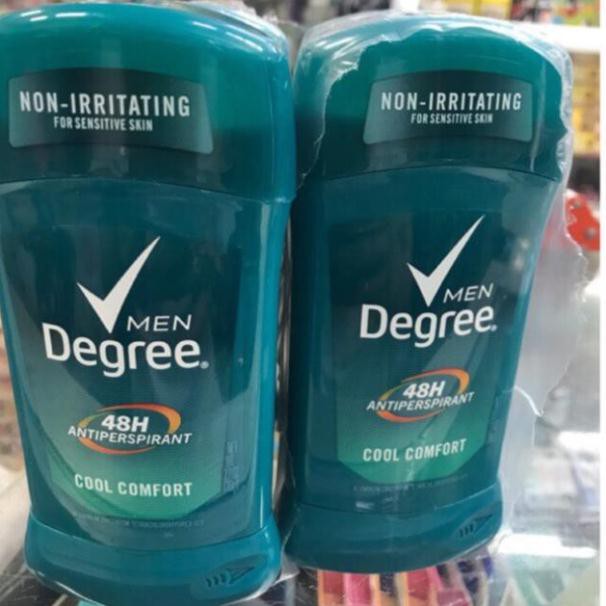 NON-IRRITATING
FOR SENSITIVE SKIN
MEN
Degree.
48H
ANTIPERSPIRANT
COOL COMFORT
NON-IRRITATING
FOR SENSITIVE SKIN
MEN
Degree.
48H
ANTIPERSPIRANT
COOL COMFORT